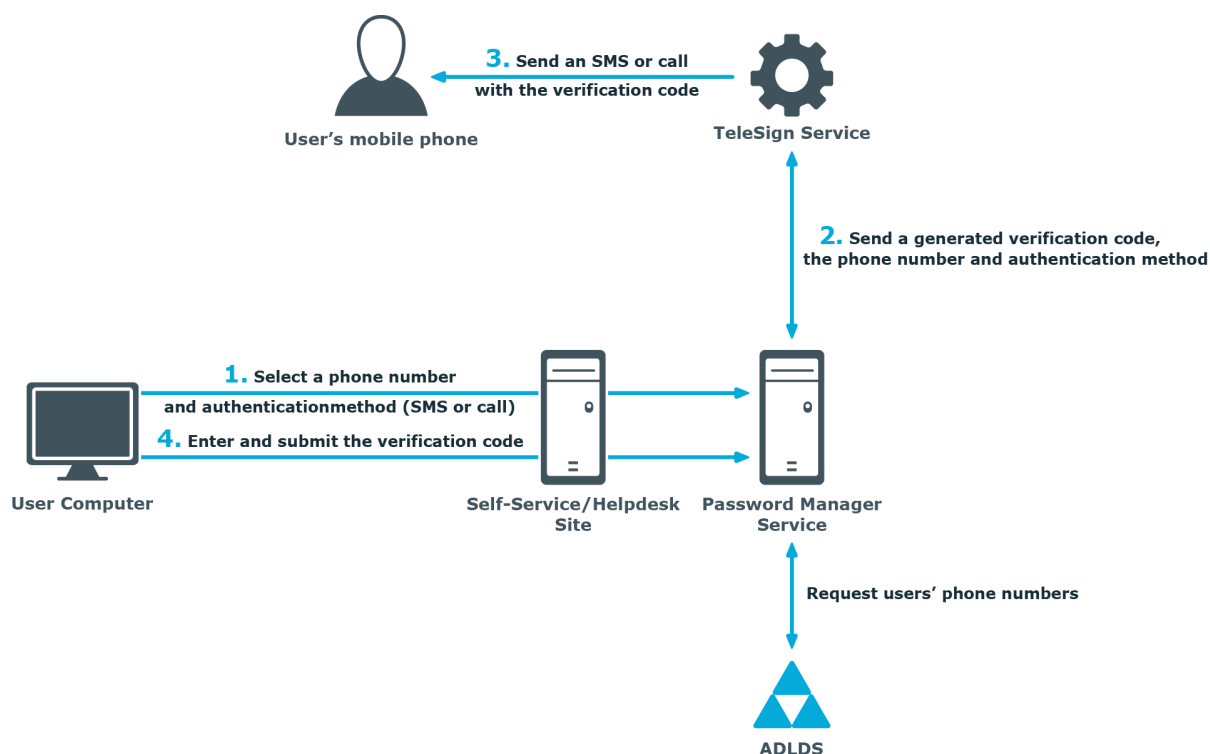 3. Send an SMS or call
with the verification code
User’s mobile phone
TeleSign Service
2. Send a generated verification code,
the phone number and authentication method
1. Select a phone number
and authenticationmethod (SMS or call)
4. Enter and submit the verification code
User Computer
Self-Service/Helpdesk
Site
Password Manager
Service
Request users’ phone numbers
ADLDS